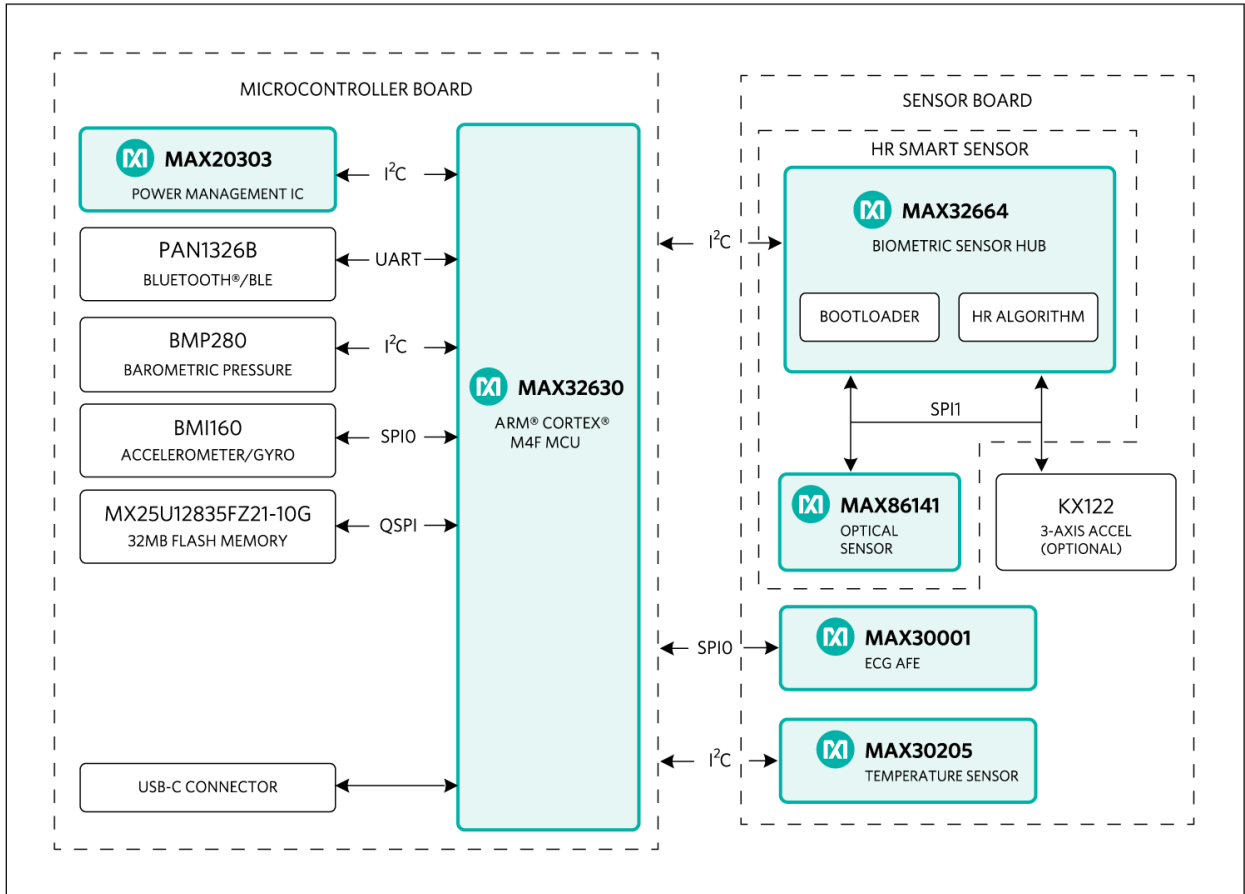 MICROCONTROLLER BOARD
MAX20303
POWER MANAGEMENT IC
I²C
PAN1326B
BLUETOOTH®/BLE
UART
BMP280
BAROMETRIC PRESSURE
I²C
BMI160
ACCELEROMETER/GYRO
SPI0
MX25U12835FZ21-10G
32MB FLASH MEMORY
QSPI
USB-C CONNECTOR
MAX32630
ARM® CORTEX®
M4F MCU
I²C
SPI0
I²C
SENSOR BOARD
HR SMART SENSOR
MAX32664
BIOMETRIC SENSOR HUB
BOOTLOADER
HR ALGORITHM
SPI1
MAX86141
OPTICAL
SENSOR
KX122
3-AXIS ACCEL
(OPTIONAL)
MAX30001
ECG AFE
MAX30205
TEMPERATURE SENSOR